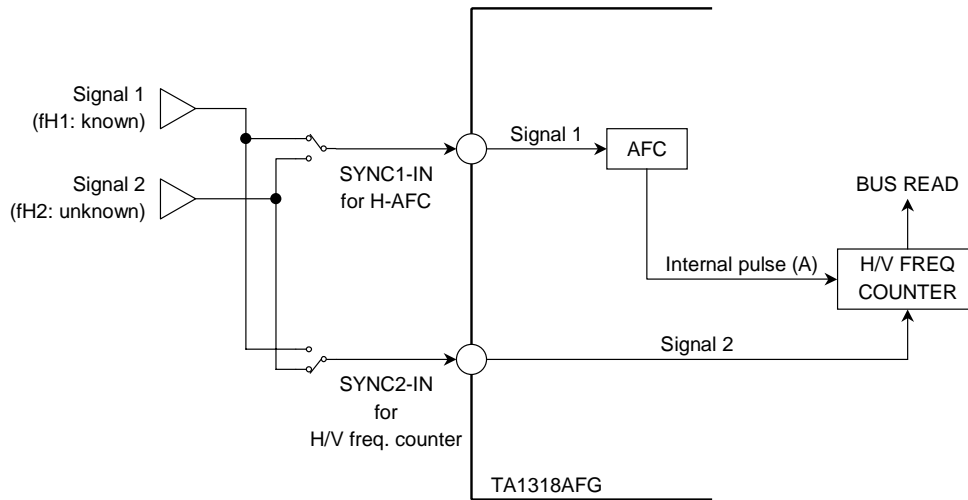 Signal 1
(fH1: known)
Signal 2
(fH2: unknown)
SYNC1-IN
for H-AFC
SYNC2-IN
for
H/V freq. counter
Signal 1
AFC
BUS READ
Internal pulse (A)
H/V FREQ
COUNTER
Signal 2
TA1318AFG